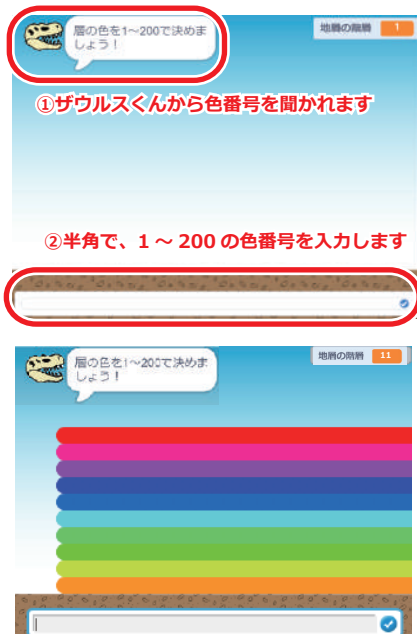 層の色を1～200で決めま
しょう！
地層の階層 1
①ザウルスくんから色番号を聞かれます
②半角で、1～200の色番号を入力します
層の色を1～200で決めま
しょう！
地層の階層 11